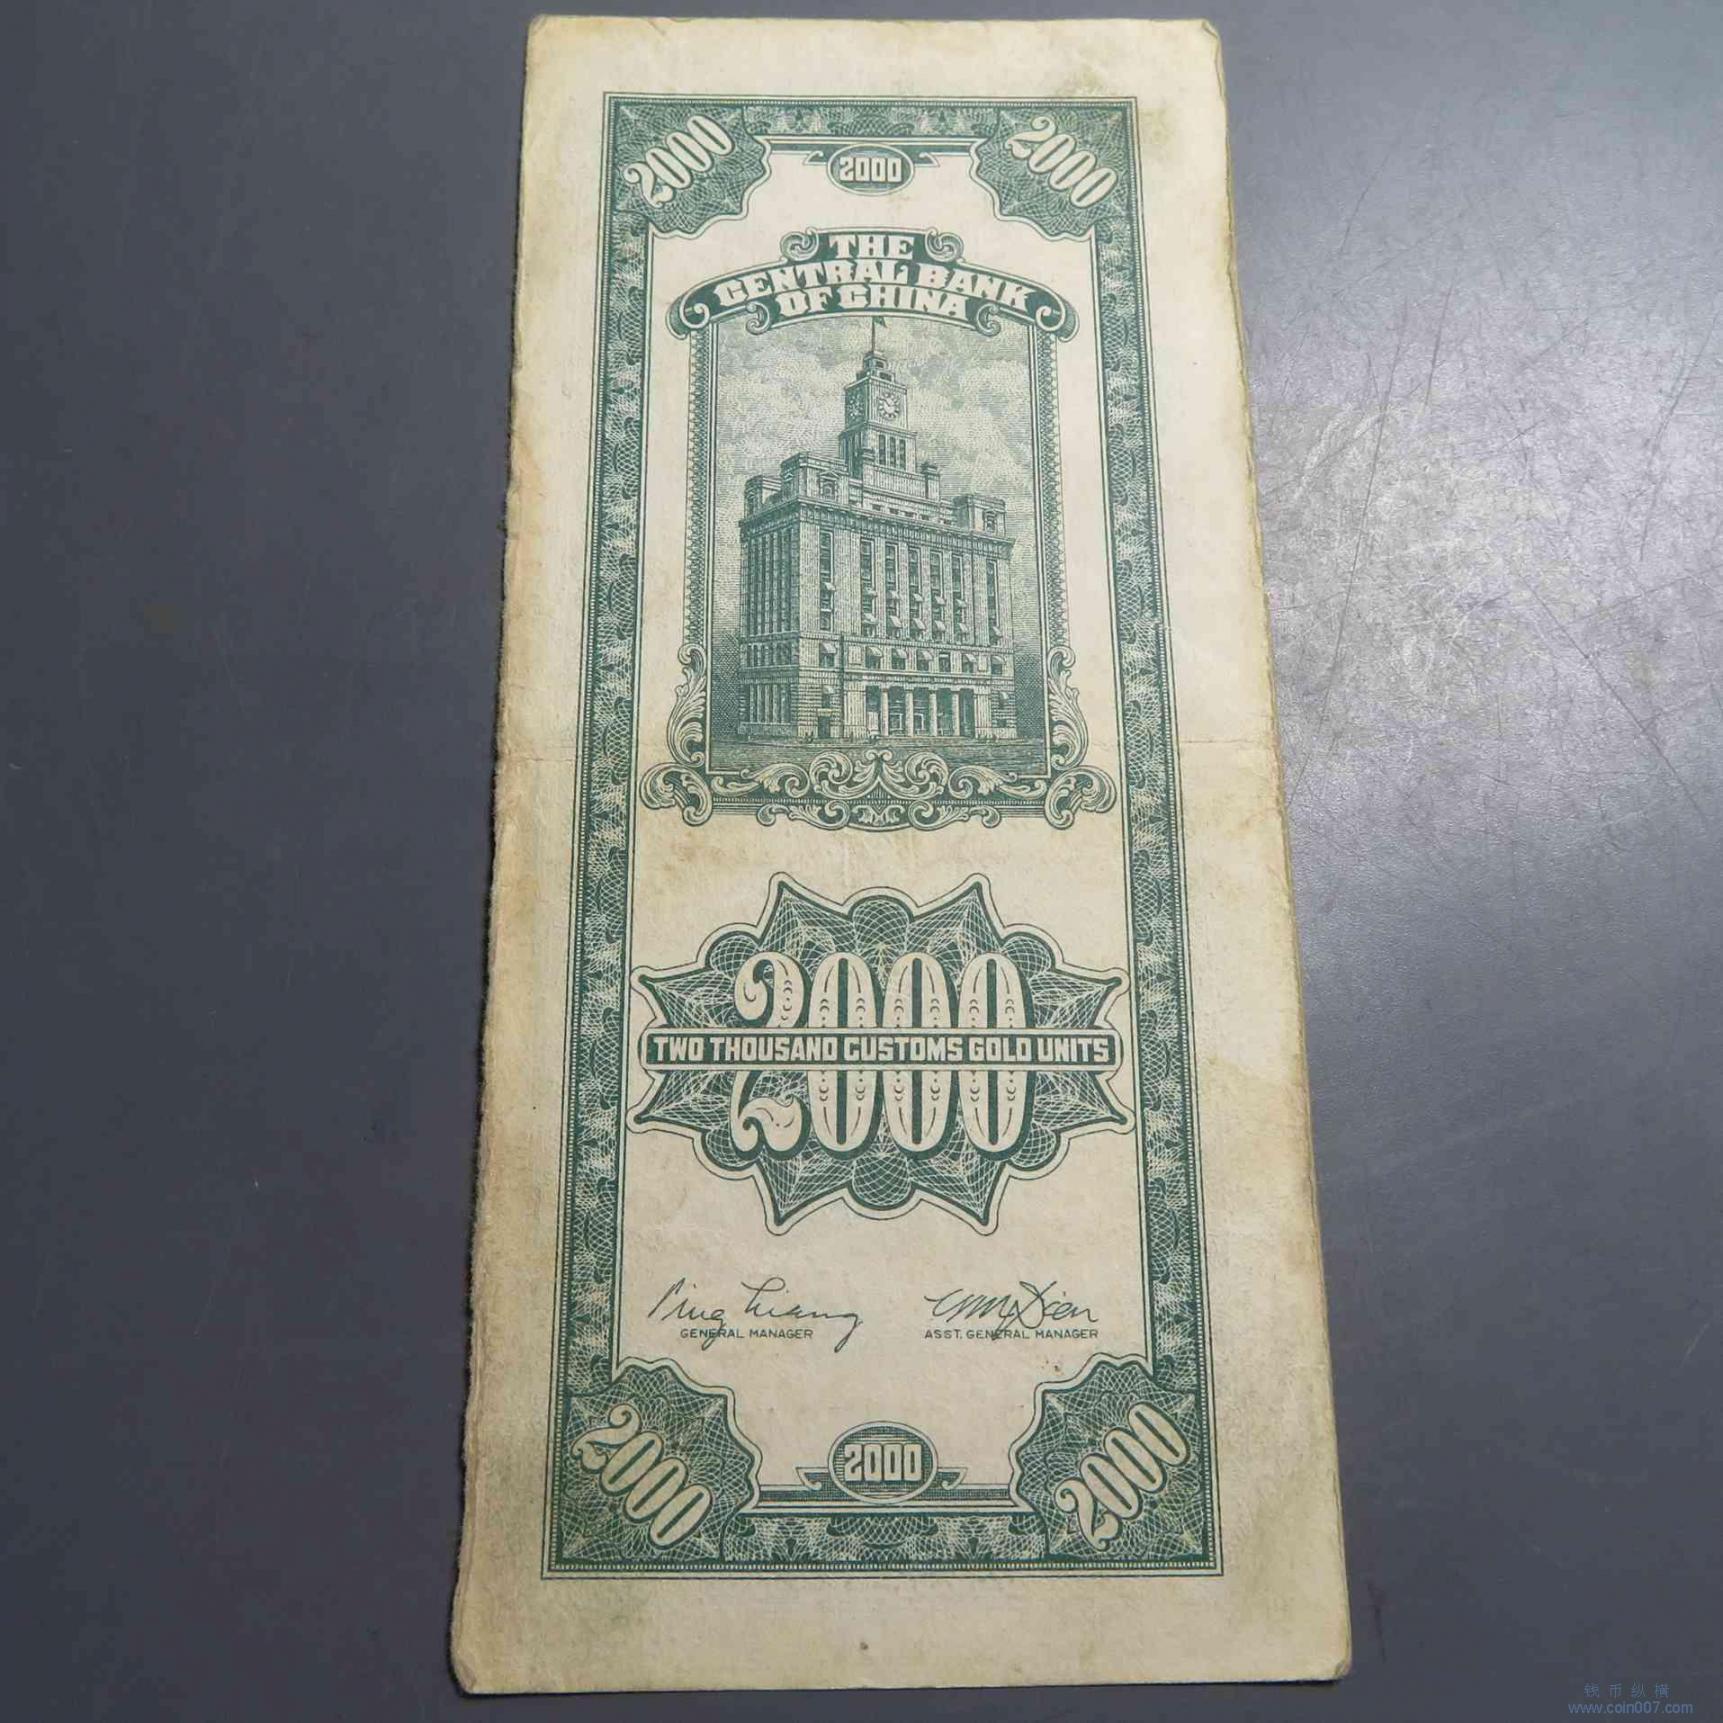 2000 2000 2000
THE
CENTRAL BANK
OF CHINA
2000
TWO THOUSAND CUSTOMS GOLD UNITS
GENERAL MANAGER ASST. GENERAL MANAGER
2000 2000 2000
钱币纵横
www.coin007.com